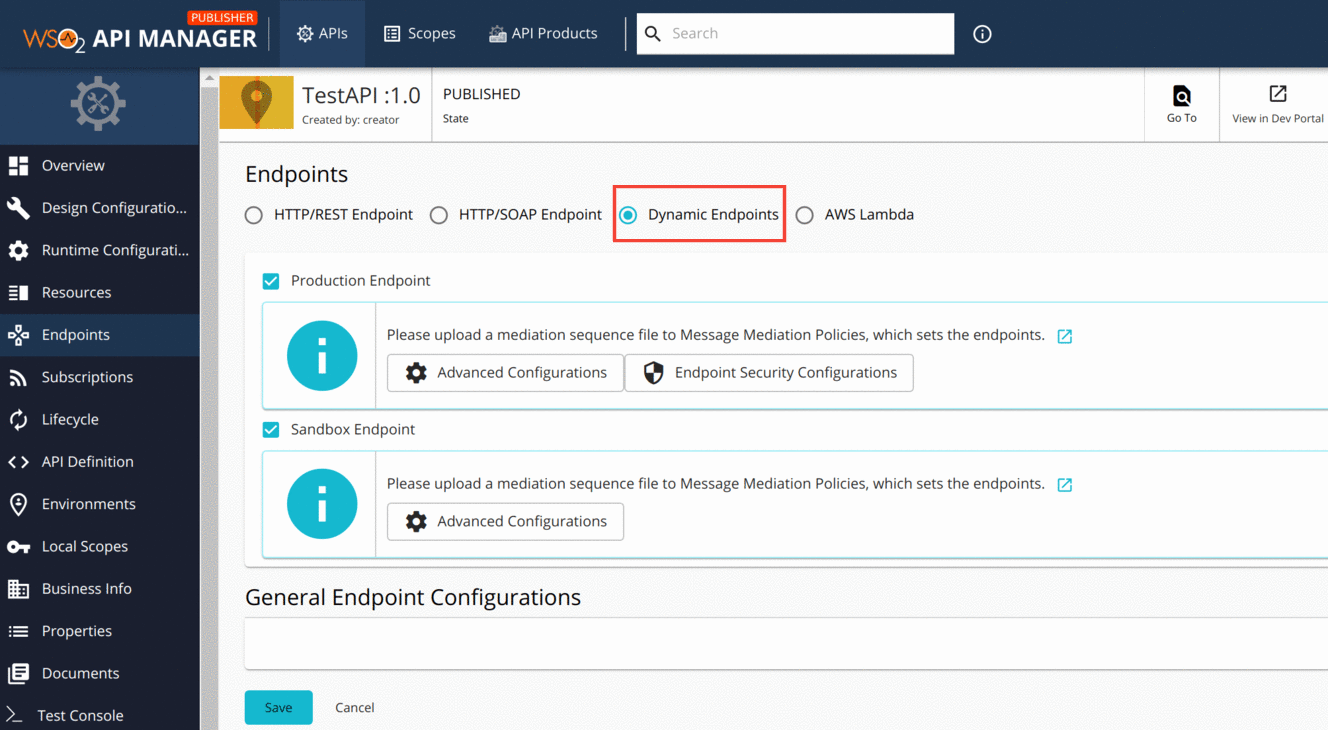 PUBLISHER
WSO2 API MANAGER
APIs
Scopes
API Products
Search
TestAPI :1.0
Created by: creator
PUBLISHED
State
Go To
View in Dev Portal
Overview
Design Configuratio...
Runtime Configurati...
Resources
Endpoints
Subscriptions
Lifecycle
API Definition
Environments
Local Scopes
Business Info
Properties
Documents
Test Console
Endpoints
HTTP/REST Endpoint
HTTP/SOAP Endpoint
Dynamic Endpoints
AWS Lambda
Production Endpoint
Please upload a mediation sequence file to Message Mediation Policies, which sets the endpoints.
Advanced Configurations
Endpoint Security Configurations
Sandbox Endpoint
Please upload a mediation sequence file to Message Mediation Policies, which sets the endpoints.
Advanced Configurations
General Endpoint Configurations
Save
Cancel